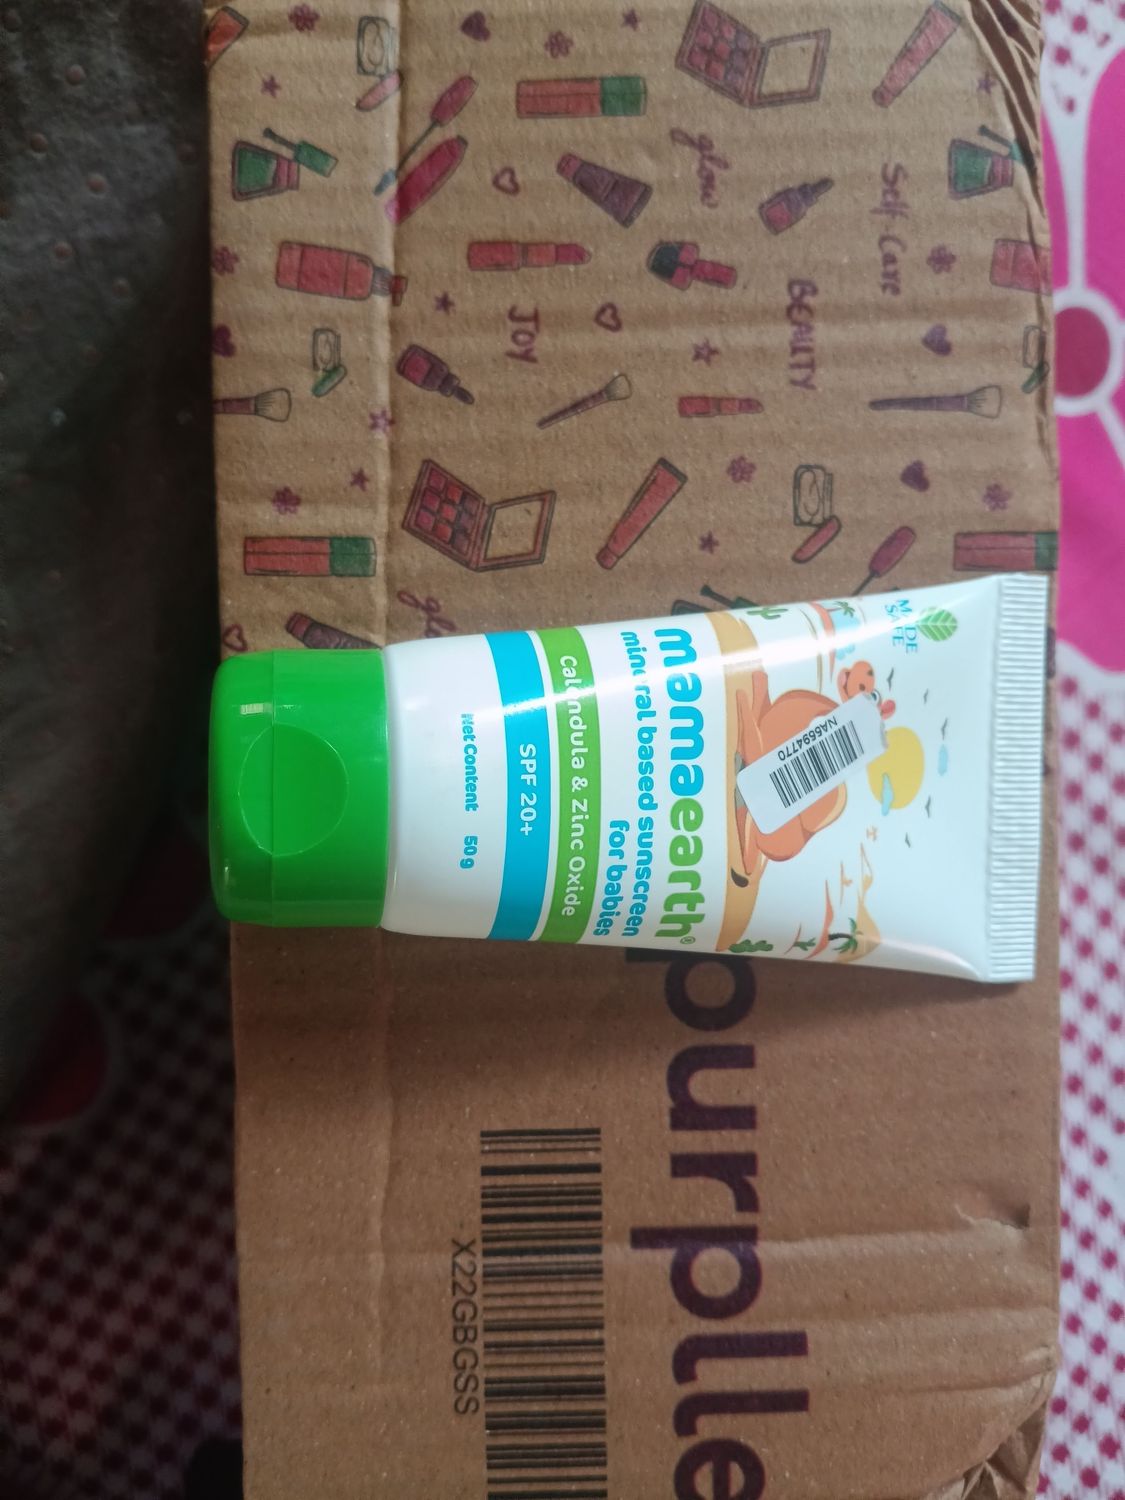 glow
Self-Care
BEAUTY
JOY
MADE
SAFE
NA6694770
mamaearth®
mineral based sunscreen
for babies
Calendula & Zinc Oxide
SPF 20+
Net Content 50g
purplle
X22GBGSS